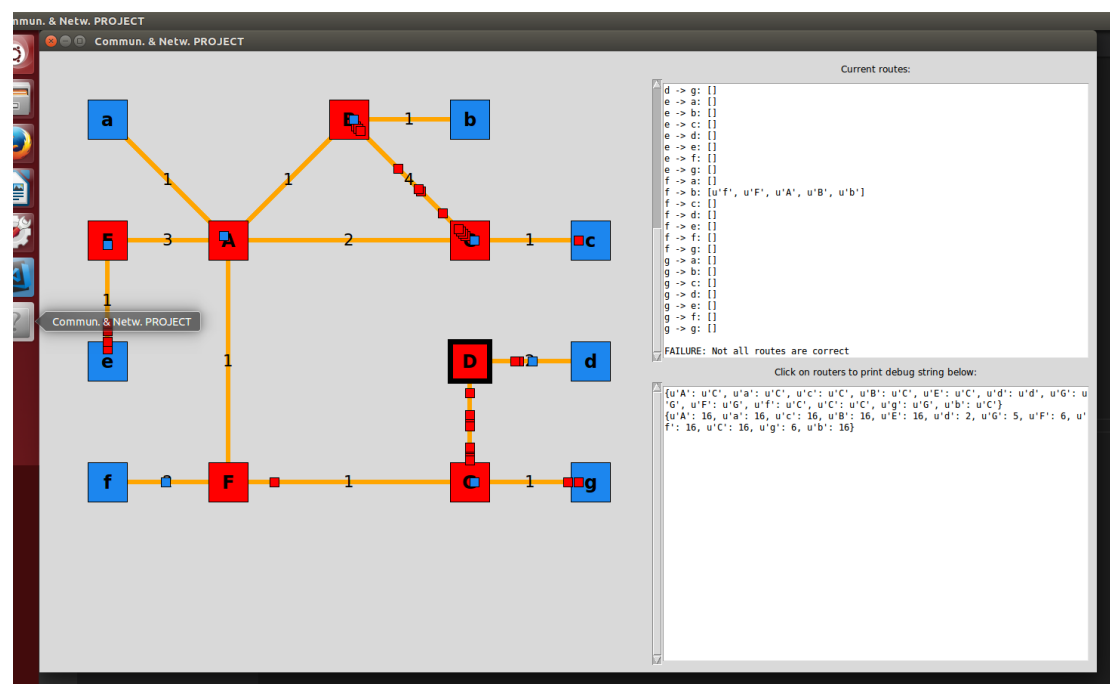 mmun. & Netw. PROJECT
Commun. & Netw. PROJECT
Current routes:
d -> g: []
e -> a: []
e -> b: []
e -> c: []
e -> d: []
e -> e: []
e -> f: []
e -> g: []
f -> a: []
f -> b: [u'f', u'F', u'A', u'B', u'b']
f -> c: []
f -> d: []
f -> e: []
f -> f: []
f -> g: []
g -> a: []
g -> b: []
g -> c: []
g -> d: []
g -> e: []
g -> f: []
g -> g: []
FAILURE: Not all routes are correct
Click on routers to print debug string below:
{u'A': u'C', u'a': u'C', u'c': u'C', u'B': u'C', u'E': u'C', u'd': u'd', u'G': u
'G', u'F': u'G', u'f': u'C', u'C': u'C', u'g': u'G', u'b': u'C'}
{u'A': 16, u'a': 16, u'c': 16, u'B': 16, u'E': 16, u'd': 2, u'G': 5, u'F': 6, u'
f': 16, u'C': 16, u'g': 6, u'b': 16}
a
1
b
1
1
4
3
A
2
1
c
1
Commun. & Netw. PROJECT
e
1
D
d
f
F
1
1
g